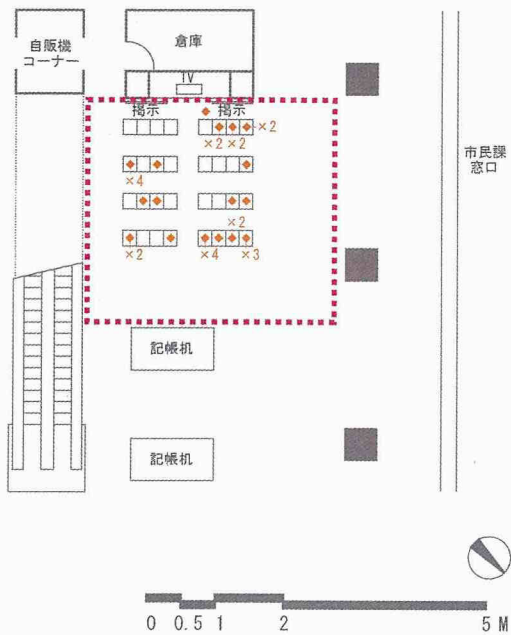 自販機
コーナー
倉庫
TV
掲示
掲示
×2
×2 ×2
×4
×2
×2
×4 ×3
市民課
窓口
記帳机
記帳机
0 0.5 1 2 5 M